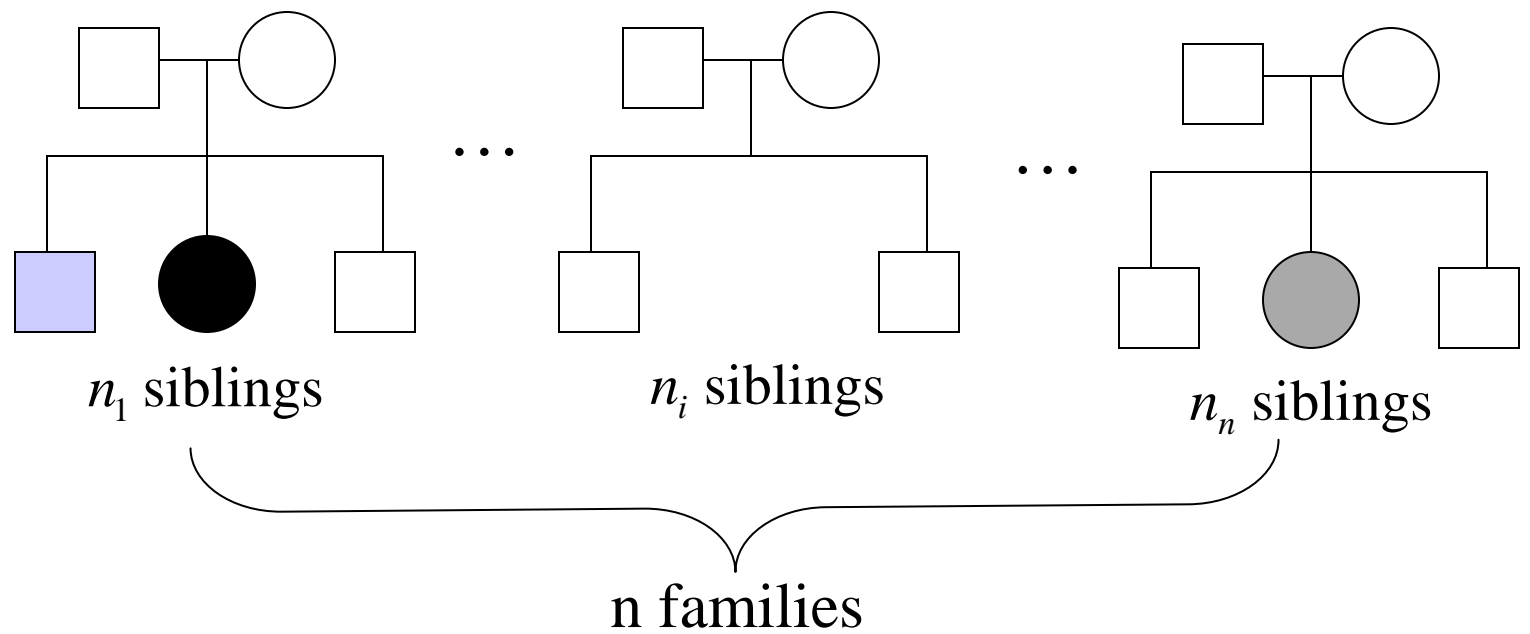 ... ...
n₁ siblings nᵢ siblings nₙ siblings
n families